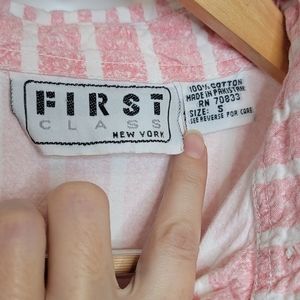 FIRST
CLASS
NEW YORK
100% COTTON
MADE IN PAKISTAN
RN 70833
SIZE: S
SEE REVERSE FOR CARE